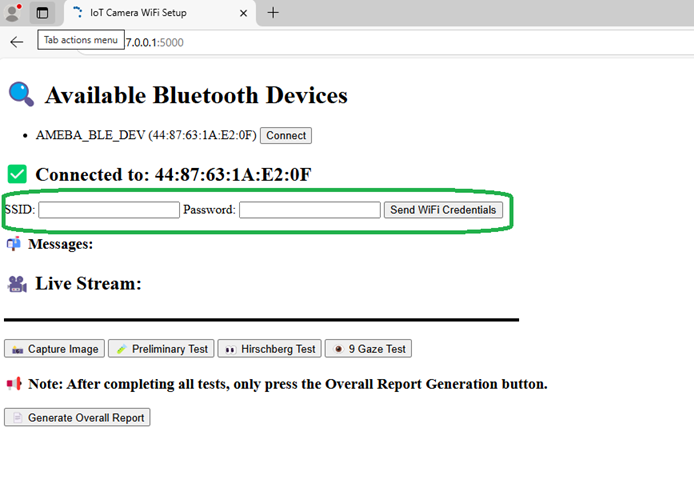 IoT Camera WiFi Setup
Tab actions menu 7.0.0.1:5000
Available Bluetooth Devices
AMEBA_BLE_DEV (44:87:63:1A:E2:0F) Connect
Connected to: 44:87:63:1A:E2:0F
SSID: Password: Send WiFi Credentials
Messages:
Live Stream:
Capture Image Preliminary Test Hirschberg Test 9 Gaze Test
Note: After completing all tests, only press the Overall Report Generation button.
Generate Overall Report